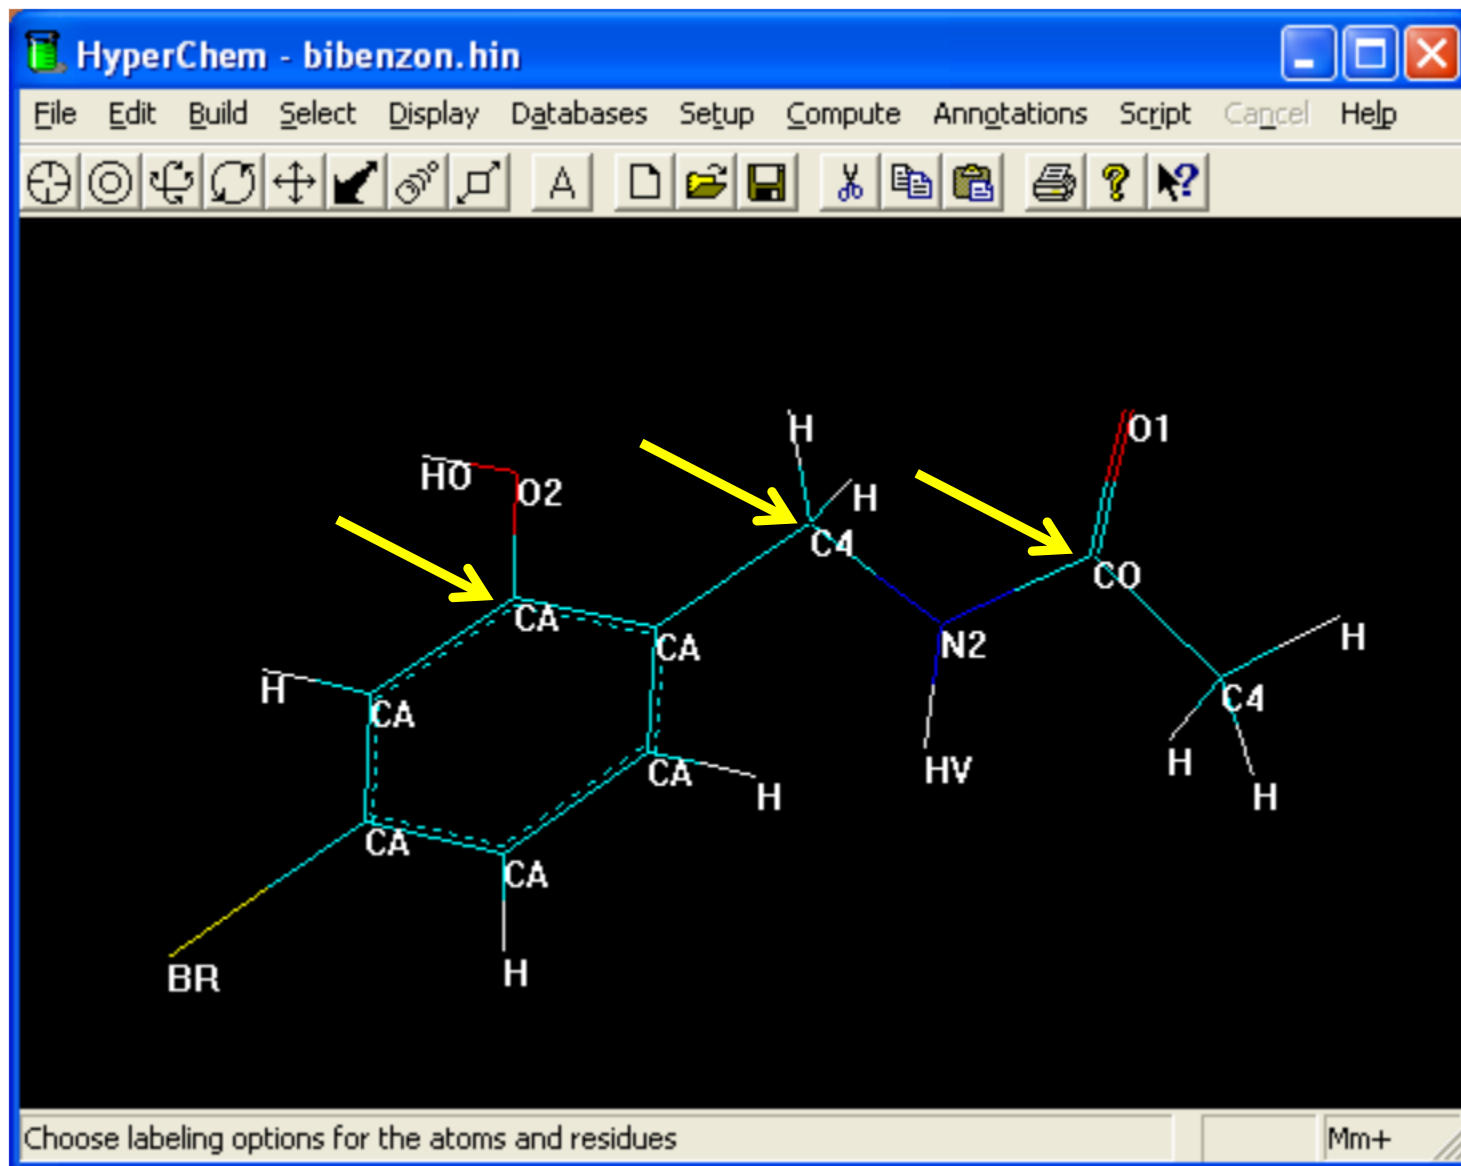 HyperChem - bibenzon.hin
File Edit Build Select Display Databases Setup Compute Annotations Script Cancel Help
A
H
O1
HO
O2
H
C4
CO
CA
CA
N2
H
H
CA
C4
CA
HV
H
H
H
CA
CA
BR
H
Choose labeling options for the atoms and residues
Mm+